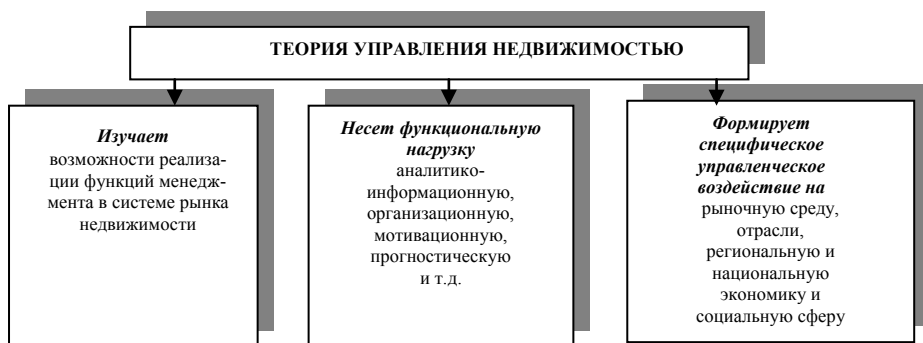 ТЕОРИЯ УПРАВЛЕНИЯ НЕДВИЖИМОСТЬЮ
Изучает
возможности реализа-
ции функций менедж-
мента в системе рынка
недвижимости
Несет функциональную
нагрузку
аналитико-
информационную,
организационную,
мотивационную,
прогностическую
и т.д.
Формирует
специфическое
управленческое
воздействие на
рыночную среду,
отрасли,
региональную и
национальную
экономику и
социальную сферу